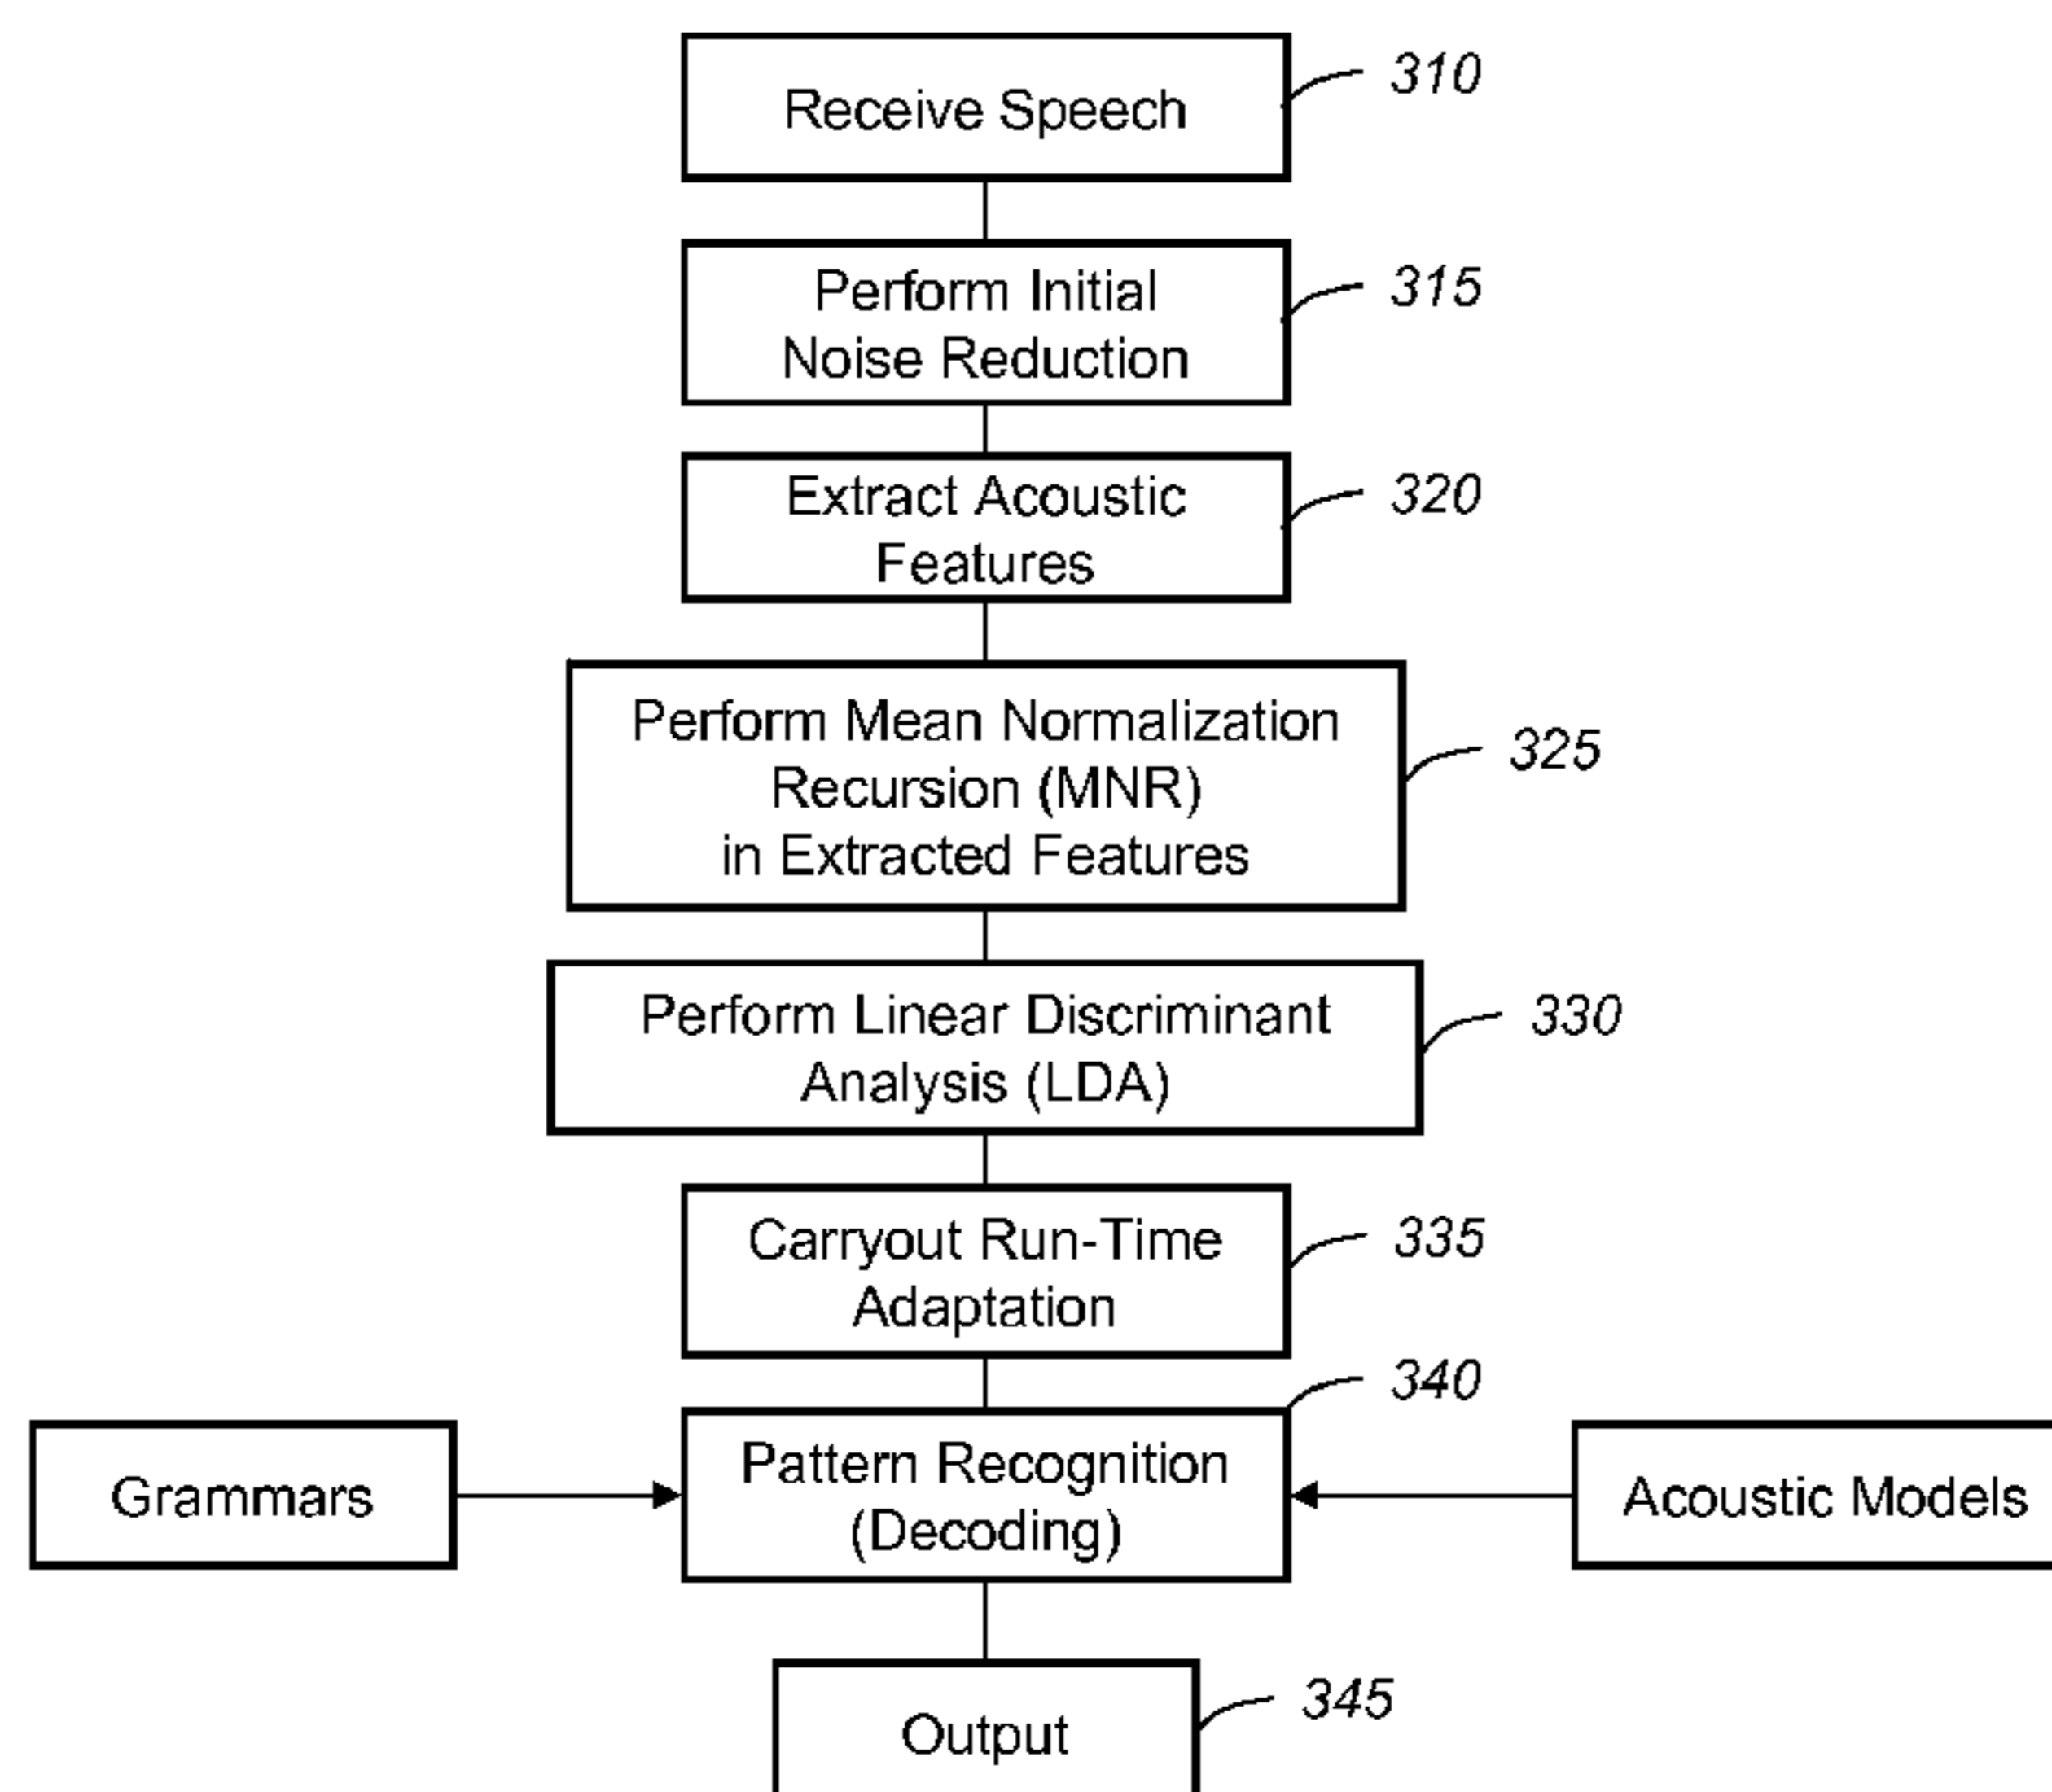 Receive Speech
310
Perform Initial
Noise Reduction
315
Extract Acoustic
Features
320
Perform Mean Normalization
Recursion (MNR)
in Extracted Features
325
Perform Linear Discriminant
Analysis (LDA)
330
Carryout Run-Time
Adaptation
335
340
Grammars
Pattern Recognition
(Decoding)
Acoustic Models
Output
345